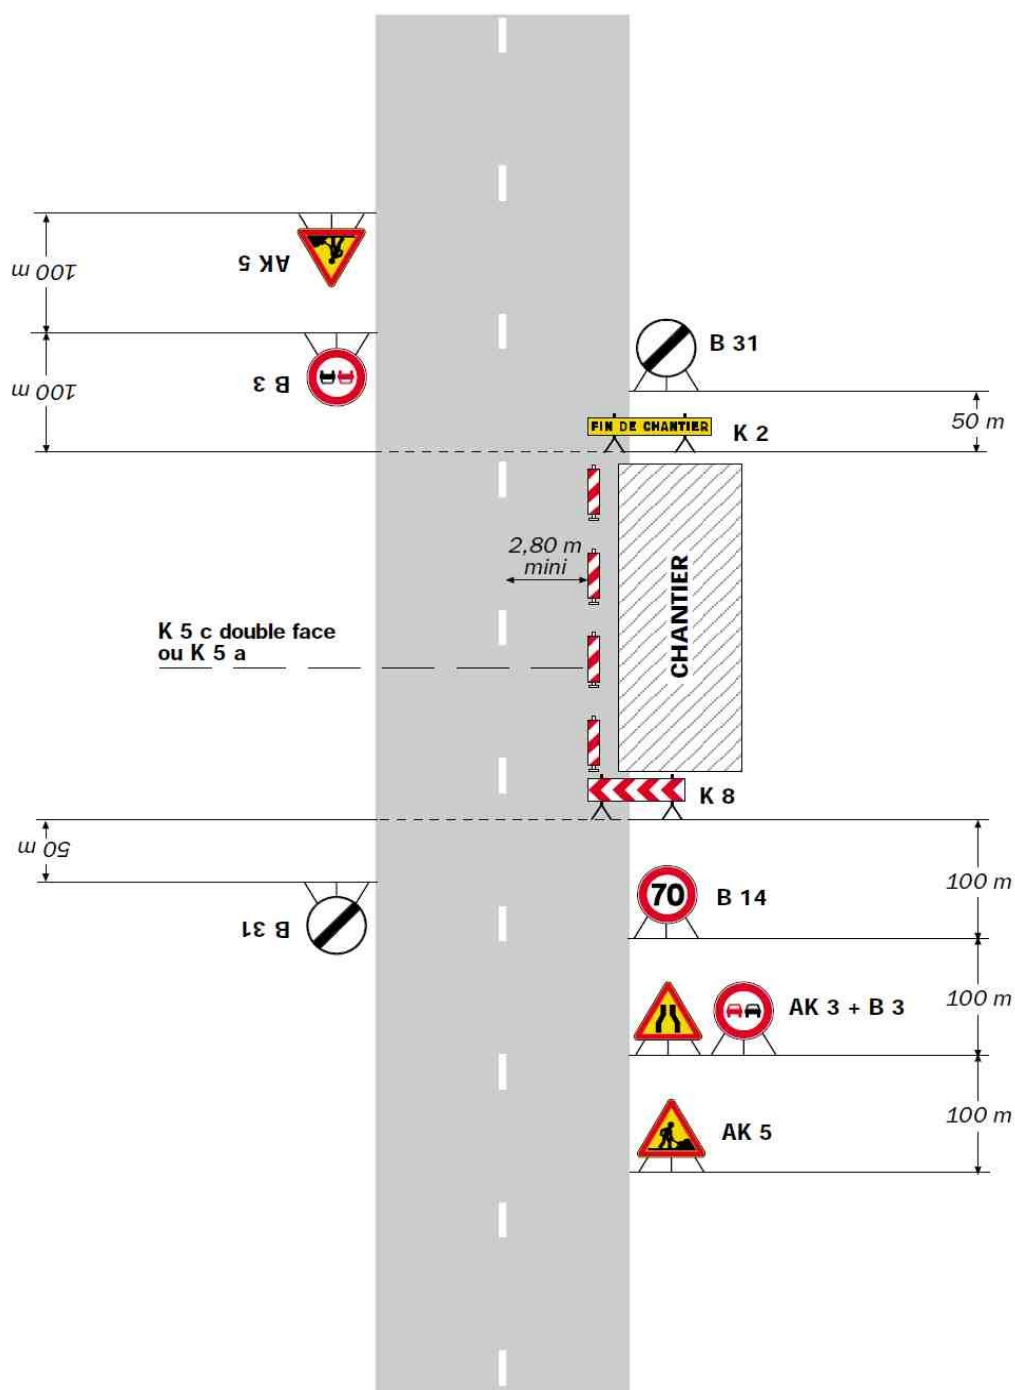 AK 5
100 m
B 3
100 m
B 31
50 m
FIN DE CHANTIER
K 2
2,80 m
mini
CHANTIER
K 5 c double face
ou K 5 a
K 8
50 m
B 31
70
B 14
100 m
AK 3 + B 3
100 m
AK 5
100 m